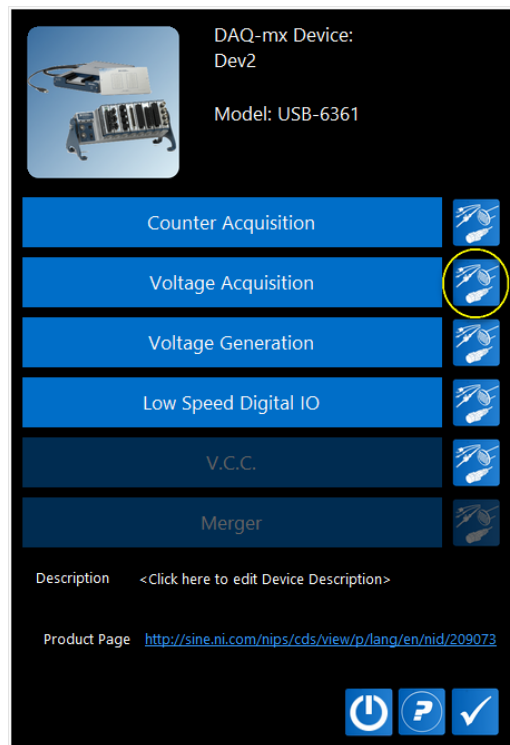 DAQ-mx Device:
Dev2
Model: USB-6361
Counter Acquisition
Voltage Acquisition
Voltage Generation
Low Speed Digital IO
V.C.C.
Merger
Description <Click here to edit Device Description>
Product Page http://sine.ni.com/nips/cds/view/p/lang/en/nid/209073